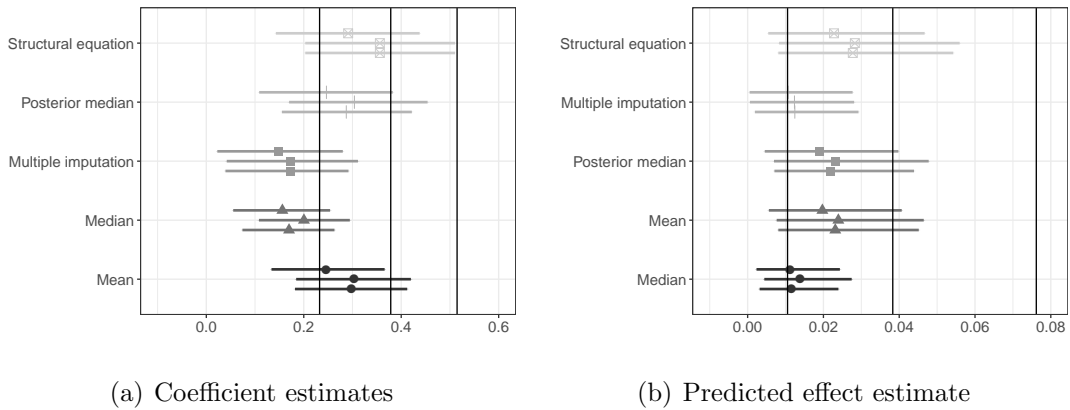 Structural equation
Posterior median
Multiple imputation
Median
Mean
0.0 0.2 0.4 0.6
(a) Coefficient estimates
Structural equation
Multiple imputation
Posterior median
Mean
Median
0.00 0.02 0.04 0.06 0.08
(b) Predicted effect estimate